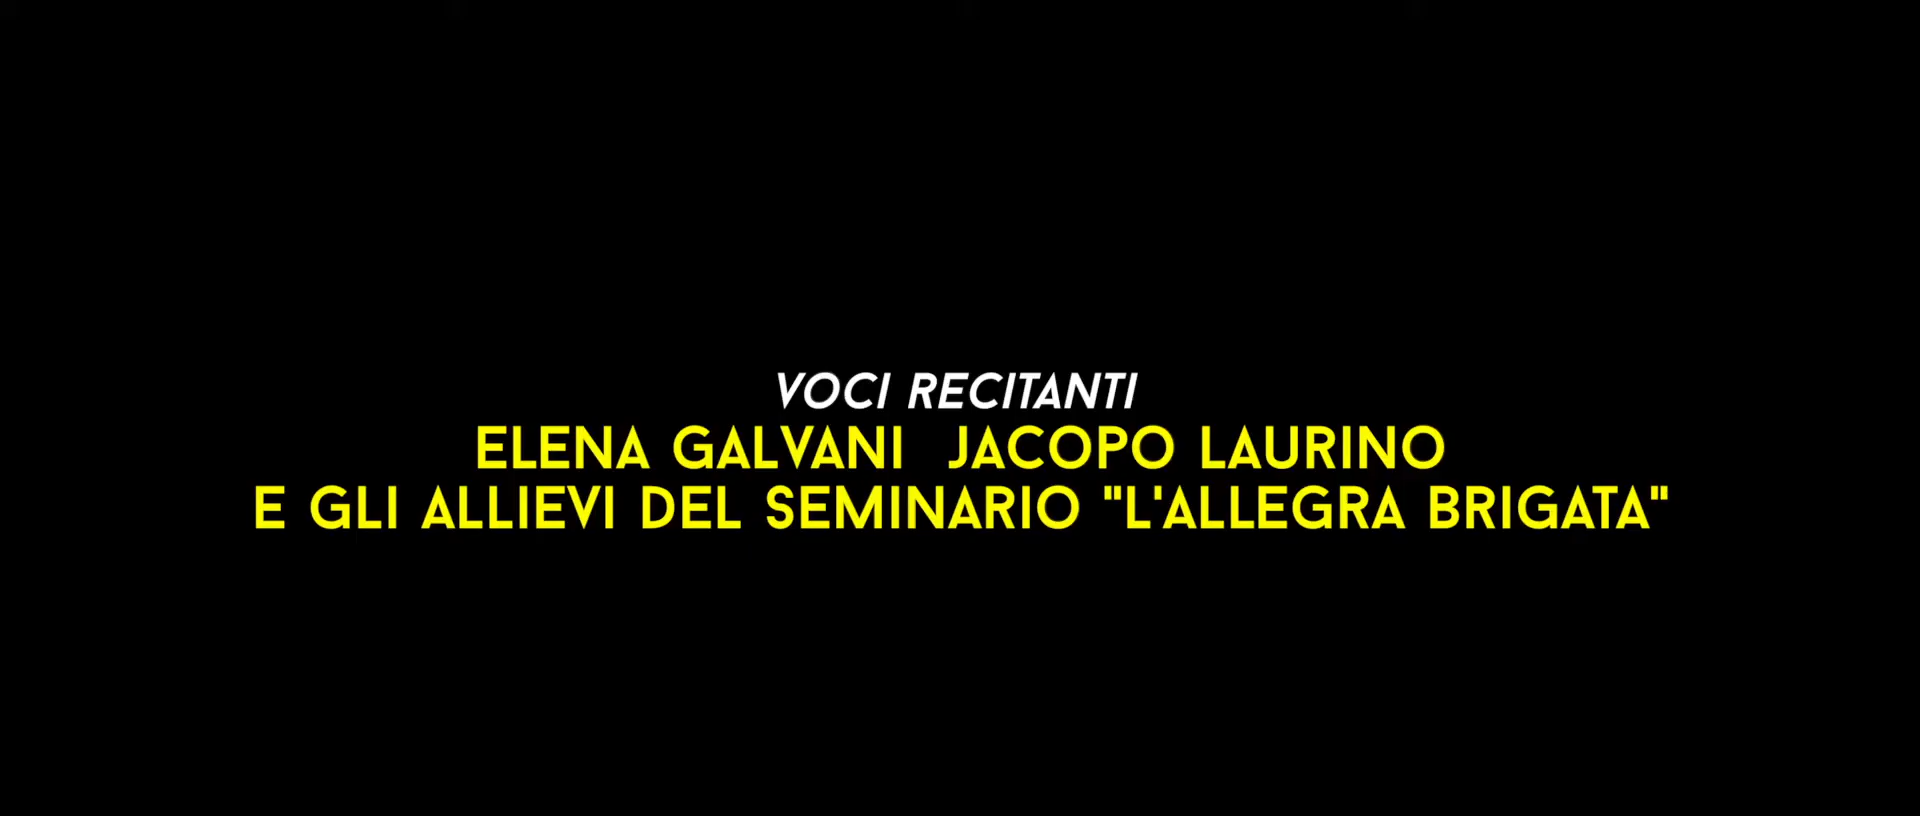 VOCI RECITANTI
ELENA GALVANI JACOPO LAURINO
E GLI ALLIEVI DEL SEMINARIO "L'ALLEGRA BRIGATA"